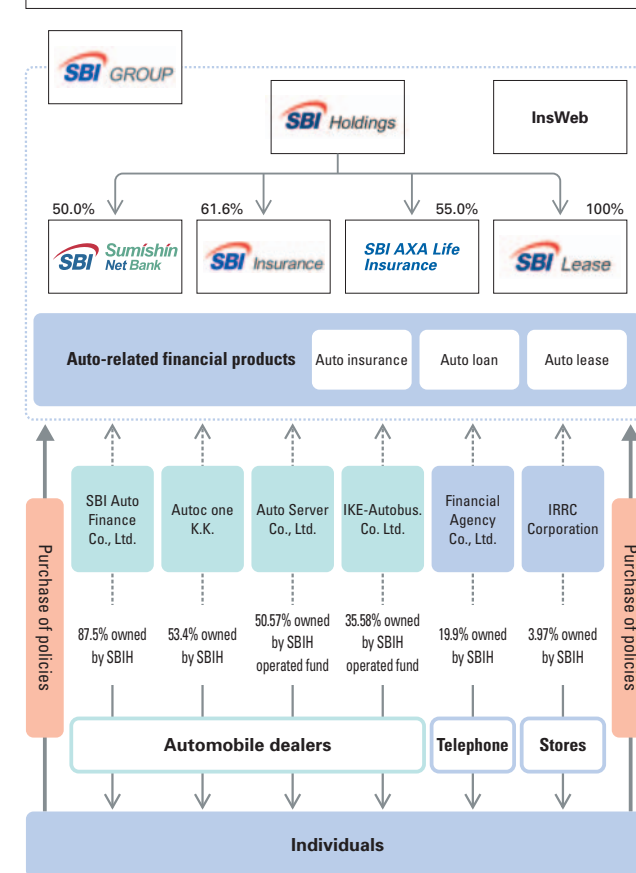 SBI GROUP
SBI Holdings
InsWeb
50.0%
61.6%
55.0%
100%
SBI Sumishin
Net Bank
SBI Insurance
SBI AXA Life
Insurance
SBI Lease
Auto-related financial products
Auto insurance
Auto loan
Auto lease
Purchase of policies
SBI Auto
Finance
Co., Ltd.
Autoc one
K.K.
Auto Server
Co., Ltd.
IKE-Autobus.
Co. Ltd.
Financial
Agency
Co., Ltd.
IRRC
Corporation
Purchase of policies
87.5% owned
by SBIH
53.4% owned
by SBIH
50.57% owned
by SBIH
operated fund
35.58% owned
by SBIH
operated fund
19.9% owned
by SBIH
3.97% owned
by SBIH
Automobile dealers
Telephone
Stores
Individuals